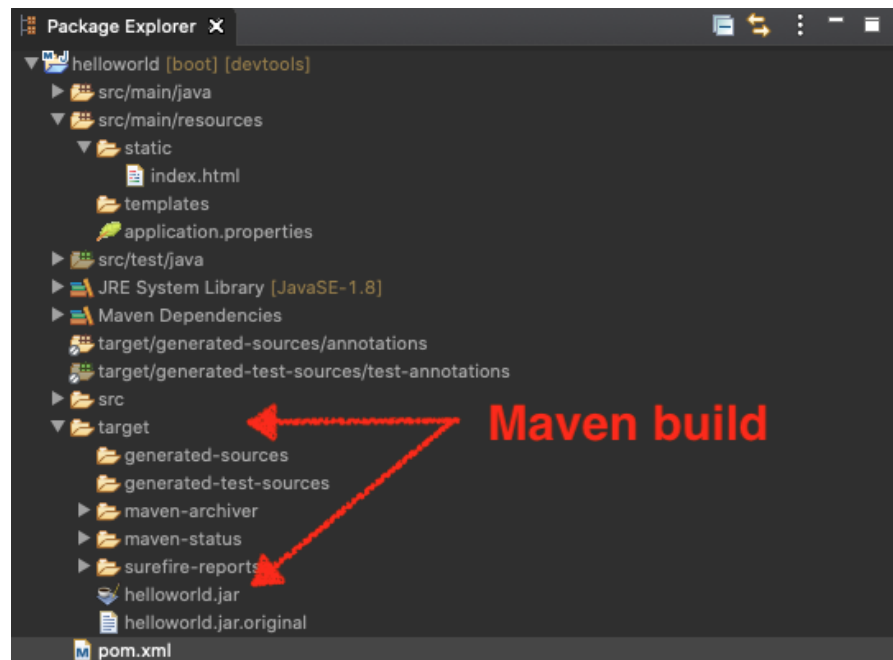 Package Explorer
helloworld [boot] [devtools]
src/main/java
src/main/resources
static
index.html
templates
application.properties
src/test/java
JRE System Library [JavaSE-1.8]
Maven Dependencies
target/generated-sources/annotations
target/generated-test-sources/test-annotations
src
target
Maven build
generated-sources
generated-test-sources
maven-archiver
maven-status
surefire-reports
helloworld.jar
helloworld.jar.original
pom.xml